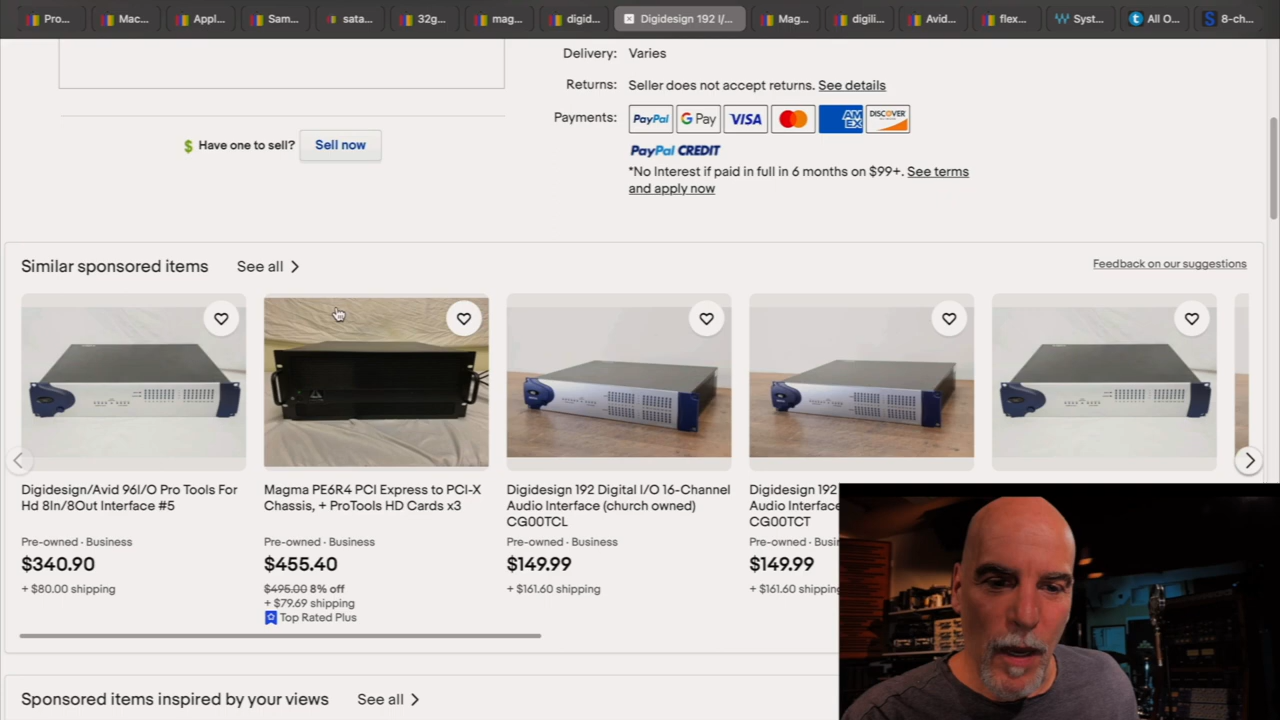 Pro...
Mac...
Appl...
Sam...
sata...
32g...
mag...
digid...
Digidesign 192 I/...
Mag...
digili...
Avid...
flex...
Syst...
All O...
8-ch...
Delivery: Varies
Returns: Seller does not accept returns. See details
Payments: PayPal G Pay VISA AM EX DISCOVER
PayPal CREDIT
*No Interest if paid in full in 6 months on $99+. See terms
and apply now
$ Have one to sell? Sell now
Similar sponsored items See all
Feedback on our suggestions
Digidesign/Avid 96I/O Pro Tools For
Hd 8In/8Out Interface #5
Pre-owned · Business
$340.90
+ $80.00 shipping
Magma PE6R4 PCI Express to PCI-X
Chassis, + ProTools HD Cards x3
Pre-owned · Business
$455.40
$495.00 8% off
+ $79.69 shipping
Top Rated Plus
Digidesign 192 Digital I/O 16-Channel
Audio Interface (church owned)
CG00TCL
Pre-owned · Business
$149.99
+ $161.60 shipping
Digidesign 192
Audio Interface
CG00TCT
Pre-owned · Busi
$149.99
+ $161.60 ship
Sponsored items inspired by your views See all